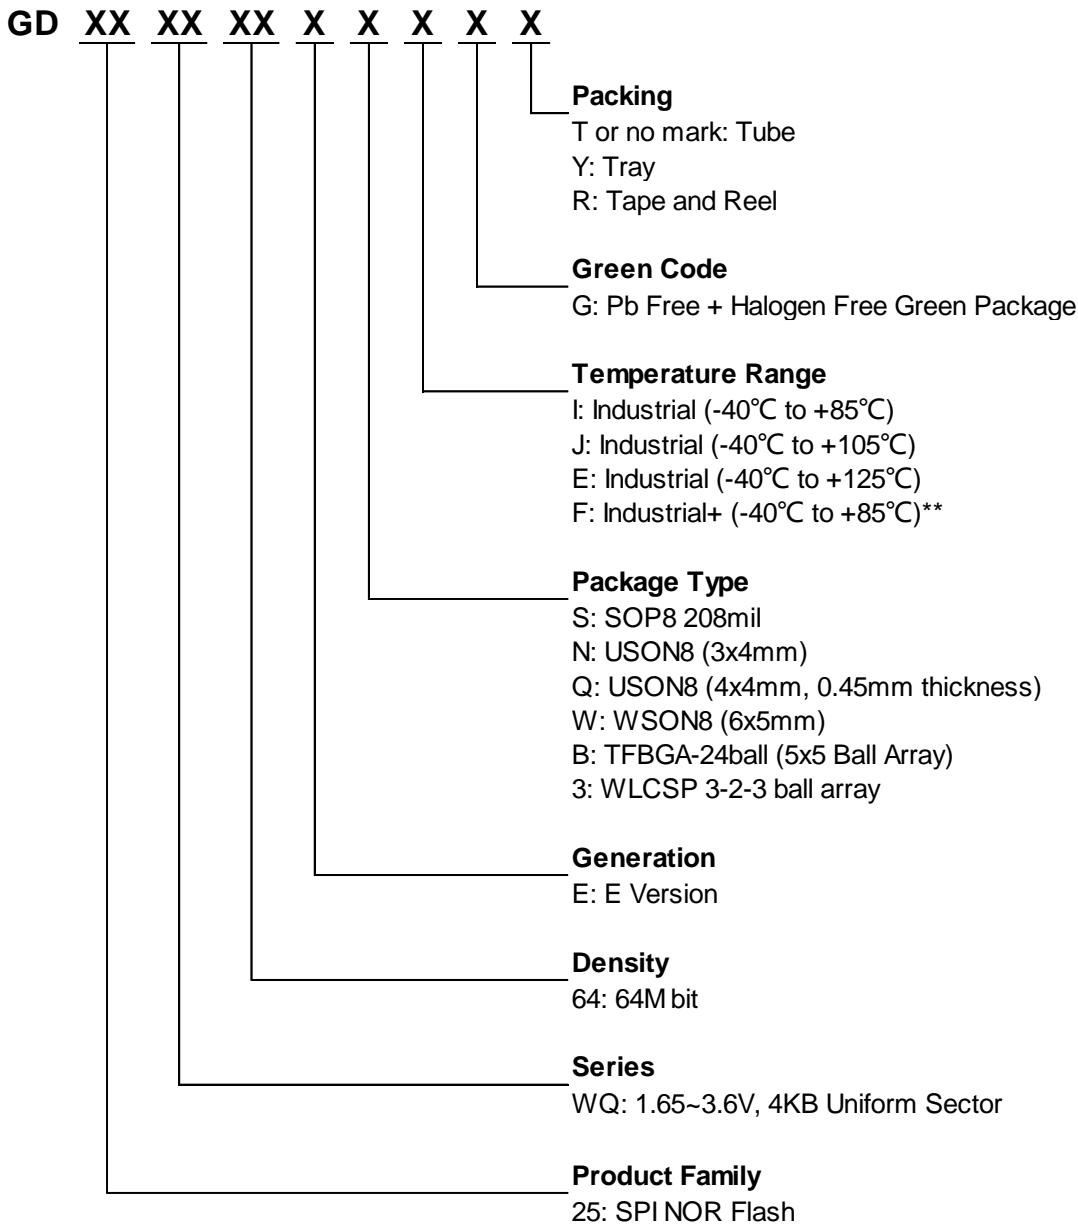 GD XX XX XX X X X X X
Packing
T or no mark: Tube
Y: Tray
R: Tape and Reel
Green Code
G: Pb Free + Halogen Free Green Package
Temperature Range
I: Industrial (-40℃ to +85℃)
J: Industrial (-40℃ to +105℃)
E: Industrial (-40℃ to +125℃)
F: Industrial+ (-40℃ to +85℃)**
Package Type
S: SOP8 208mil
N: USON8 (3x4mm)
Q: USON8 (4x4mm, 0.45mm thickness)
W: WSON8 (6x5mm)
B: TFBGA-24ball (5x5 Ball Array)
3: WLCSP 3-2-3 ball array
Generation
E: E Version
Density
64: 64M bit
Series
WQ: 1.65~3.6V, 4KB Uniform Sector
Product Family
25: SPI NOR Flash